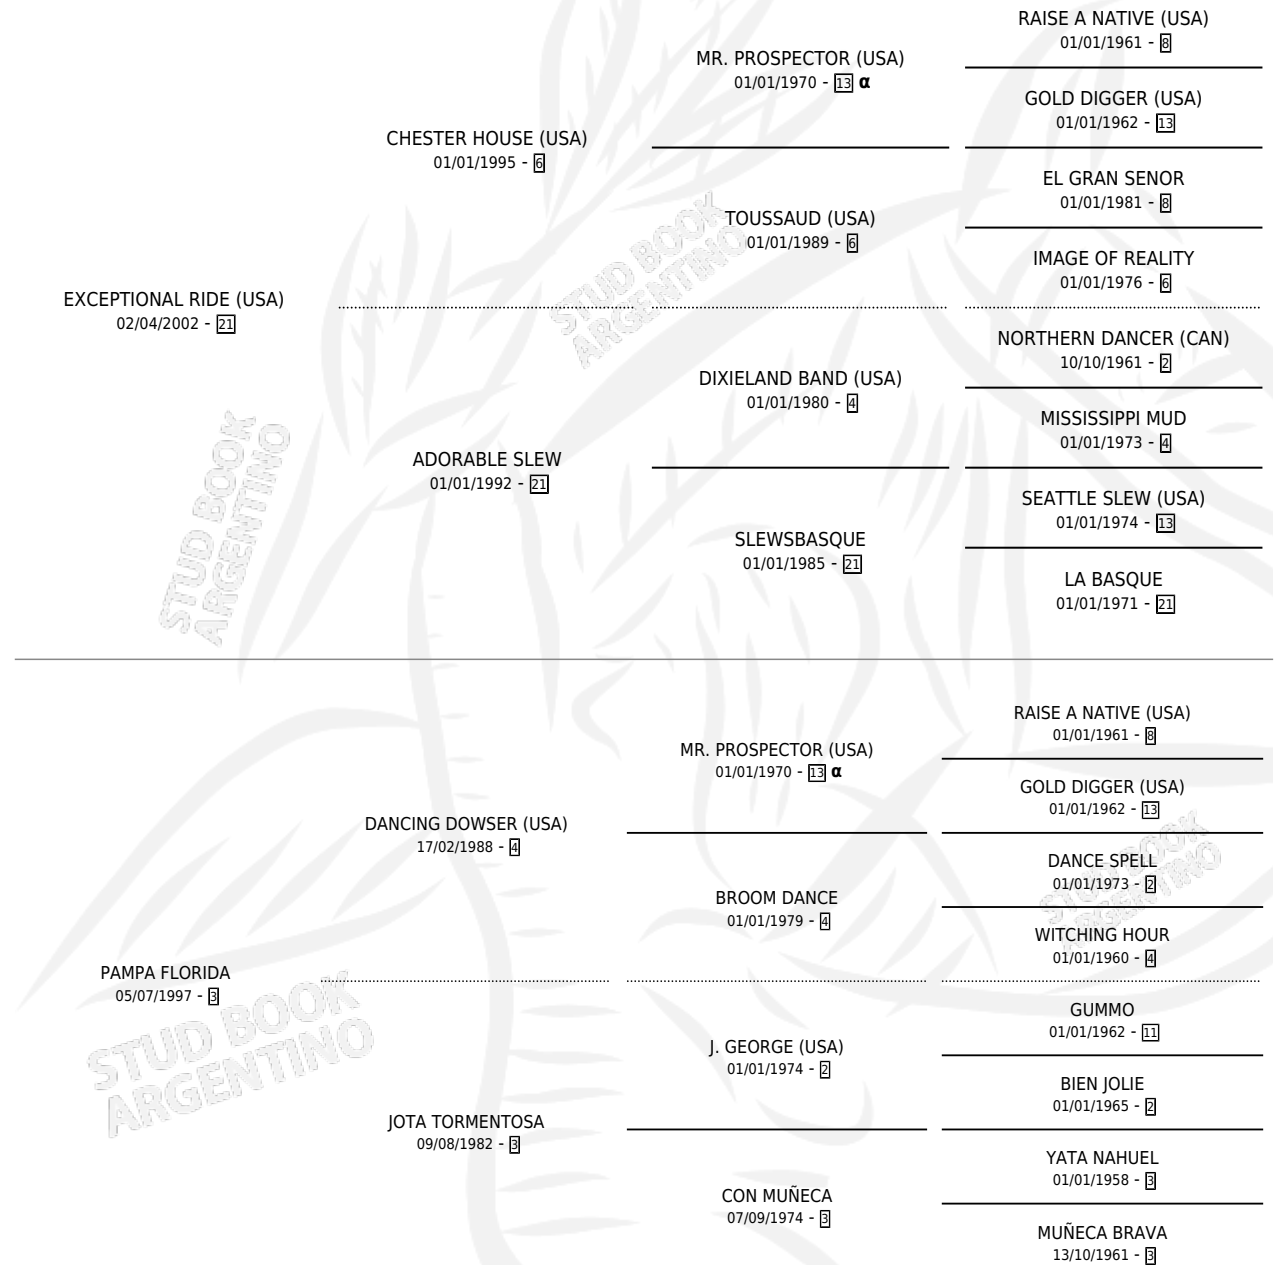 RAISE A NATIVE (USA)
01/01/1961 - 8
MR. PROSPECTOR (USA)
01/01/1970 - 13 α
GOLD DIGGER (USA)
01/01/1962 - 13
CHESTER HOUSE (USA)
01/01/1995 - 6
EL GRAN SENOR
01/01/1981 - 8
TOUSSAUD (USA)
01/01/1989 - 6
IMAGE OF REALITY
01/01/1976 - 6
STUD BOOK
ARGENTINO
EXCEPTIONAL RIDE (USA)
02/04/2002 - 21
NORTHERN DANCER (CAN)
10/10/1961 - 2
DIXIELAND BAND (USA)
01/01/1980 - 4
MISSISSIPPI MUD
01/01/1973 - 4
ADORABLE SLEW
01/01/1992 - 21
SEATTLE SLEW (USA)
01/01/1974 - 13
SLEWSBASQUE
01/01/1985 - 21
LA BASQUE
01/01/1971 - 21
STUD BOOK
ARGENTINO
RAISE A NATIVE (USA)
01/01/1961 - 8
MR. PROSPECTOR (USA)
01/01/1970 - 13 α
GOLD DIGGER (USA)
01/01/1962 - 13
DANCING DOWSER (USA)
17/02/1988 - 4
DANCE SPELL
01/01/1973 - 2
BROOM DANCE
01/01/1979 - 4
WITCHING HOUR
01/01/1960 - 4
STUD BOOK
ARGENTINO
PAMPA FLORIDA
05/07/1997 - 3
GUMMO
01/01/1962 - 11
J. GEORGE (USA)
01/01/1974 - 2
BIEN JOLIE
01/01/1965 - 2
STUD BOOK
ARGENTINO
JOTA TORMENTOSA
09/08/1982 - 3
YATA NAHUEL
01/01/1958 - 3
CON MUÑECA
07/09/1974 - 3
MUÑECA BRAVA
13/10/1961 - 3